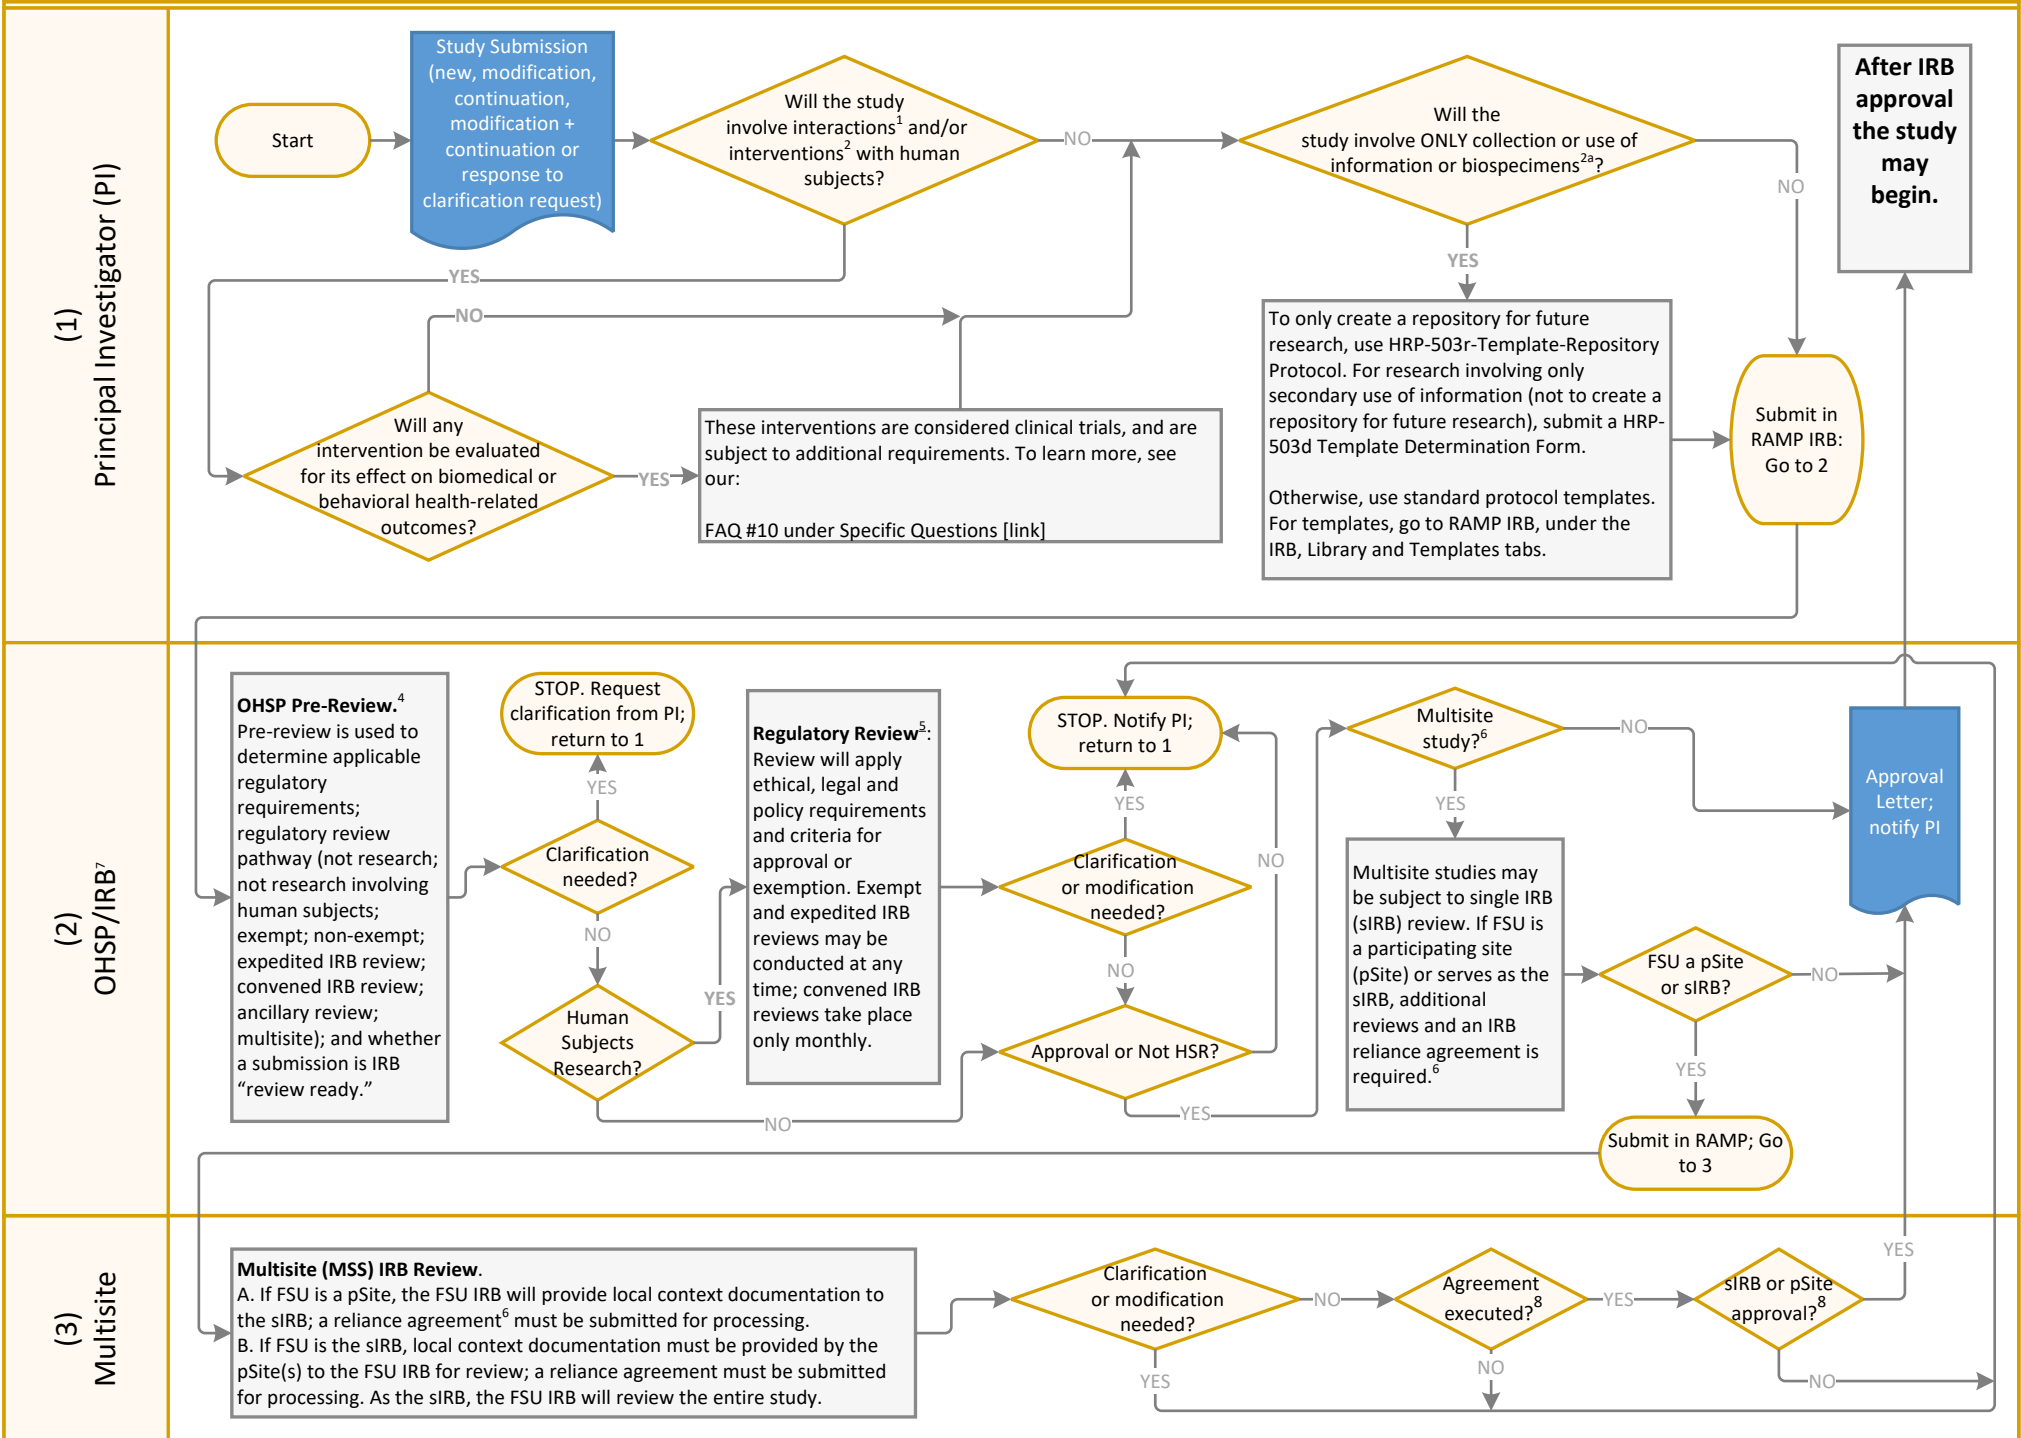 (1)
Principal Investigator (PI)
Start
Study Submission
(new, modification,
continuation,
modification +
continuation or
response to
clarification request)
Will the study
involve interactions1 and/or
interventions2 with human
subjects?
NO
YES
Will the
study involve ONLY collection or use of
information or biospecimens2a?
NO
YES
After IRB
approval
the study
may
begin.
NO
Will any
intervention be evaluated
for its effect on biomedical or
behavioral health-related
outcomes?
YES
These interventions are considered clinical trials, and are
subject to additional requirements. To learn more, see
our:
FAQ #10 under Specific Questions [link]
To only create a repository for future
research, use HRP-503r-Template-Repository
Protocol. For research involving only
secondary use of information (not to create a
repository for future research), submit a HRP-
503d Template Determination Form.
Otherwise, use standard protocol templates.
For templates, go to RAMP IRB, under the
IRB, Library and Templates tabs.
Submit in
RAMP IRB:
Go to 2
(2)
OHSP/IRB7
OHSP Pre-Review.4
Pre-review is used to
determine applicable
regulatory
requirements;
regulatory review
pathway (not research;
not research involving
human subjects;
exempt; non-exempt;
expedited IRB review;
convened IRB review;
ancillary review;
multisite); and whether
a submission is IRB
“review ready.”
STOP. Request
clarification from PI;
return to 1
YES
Clarification
needed?
NO
Human
Subjects
Research?
YES
NO
Regulatory Review5:
Review will apply
ethical, legal and
policy requirements
and criteria for
approval or
exemption. Exempt
and expedited IRB
reviews may be
conducted at any
time; convened IRB
reviews take place
only monthly.
STOP. Notify PI;
return to 1
YES
Clarification
or modification
needed?
NO
Approval or Not HSR?
NO
YES
Multisite
study?6
NO
YES
Multisite studies may
be subject to single IRB
(sIRB) review. If FSU is
a participating site
(pSite) or serves as the
sIRB, additional
reviews and an IRB
reliance agreement is
required.6
FSU a pSite
or sIRB?
NO
YES
Submit in RAMP; Go
to 3
Approval
Letter;
notify PI
(3)
Multisite
Multisite (MSS) IRB Review.
A. If FSU is a pSite, the FSU IRB will provide local context documentation to
the sIRB; a reliance agreement6 must be submitted for processing.
B. If FSU is the sIRB, local context documentation must be provided by the
pSite(s) to the FSU IRB for review; a reliance agreement must be submitted
for processing. As the sIRB, the FSU IRB will review the entire study.
Clarification
or modification
needed?
NO
YES
Agreement
executed?8
YES
NO
sIRB or pSite
approval?8
YES
NO